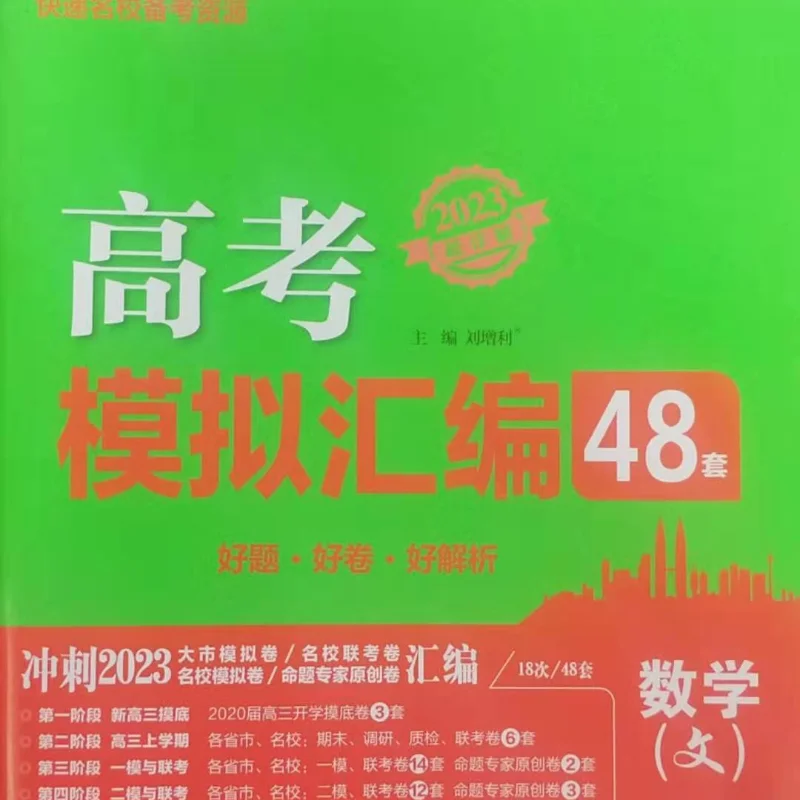 快递名校备考资源
2023
高考
主 编 刘增利
模拟汇编48套
好题·好卷·好解析
冲刺2023 大市模拟卷/名校联考卷 汇编 18次/48套
名校模拟卷/命题专家原创卷
数学
(文)
第一阶段 新高三摸底 2020届高三开学摸底卷3套
第二阶段 高三上学期 各省市、名校:期末、调研、质检、联考卷6套
第三阶段 一模与联考 各省市、名校:一模、联考卷14套 命题专家原创卷2套
第四阶段 二模与联考 各省市、名校:二模、联考卷12套 命题专家原创卷3套